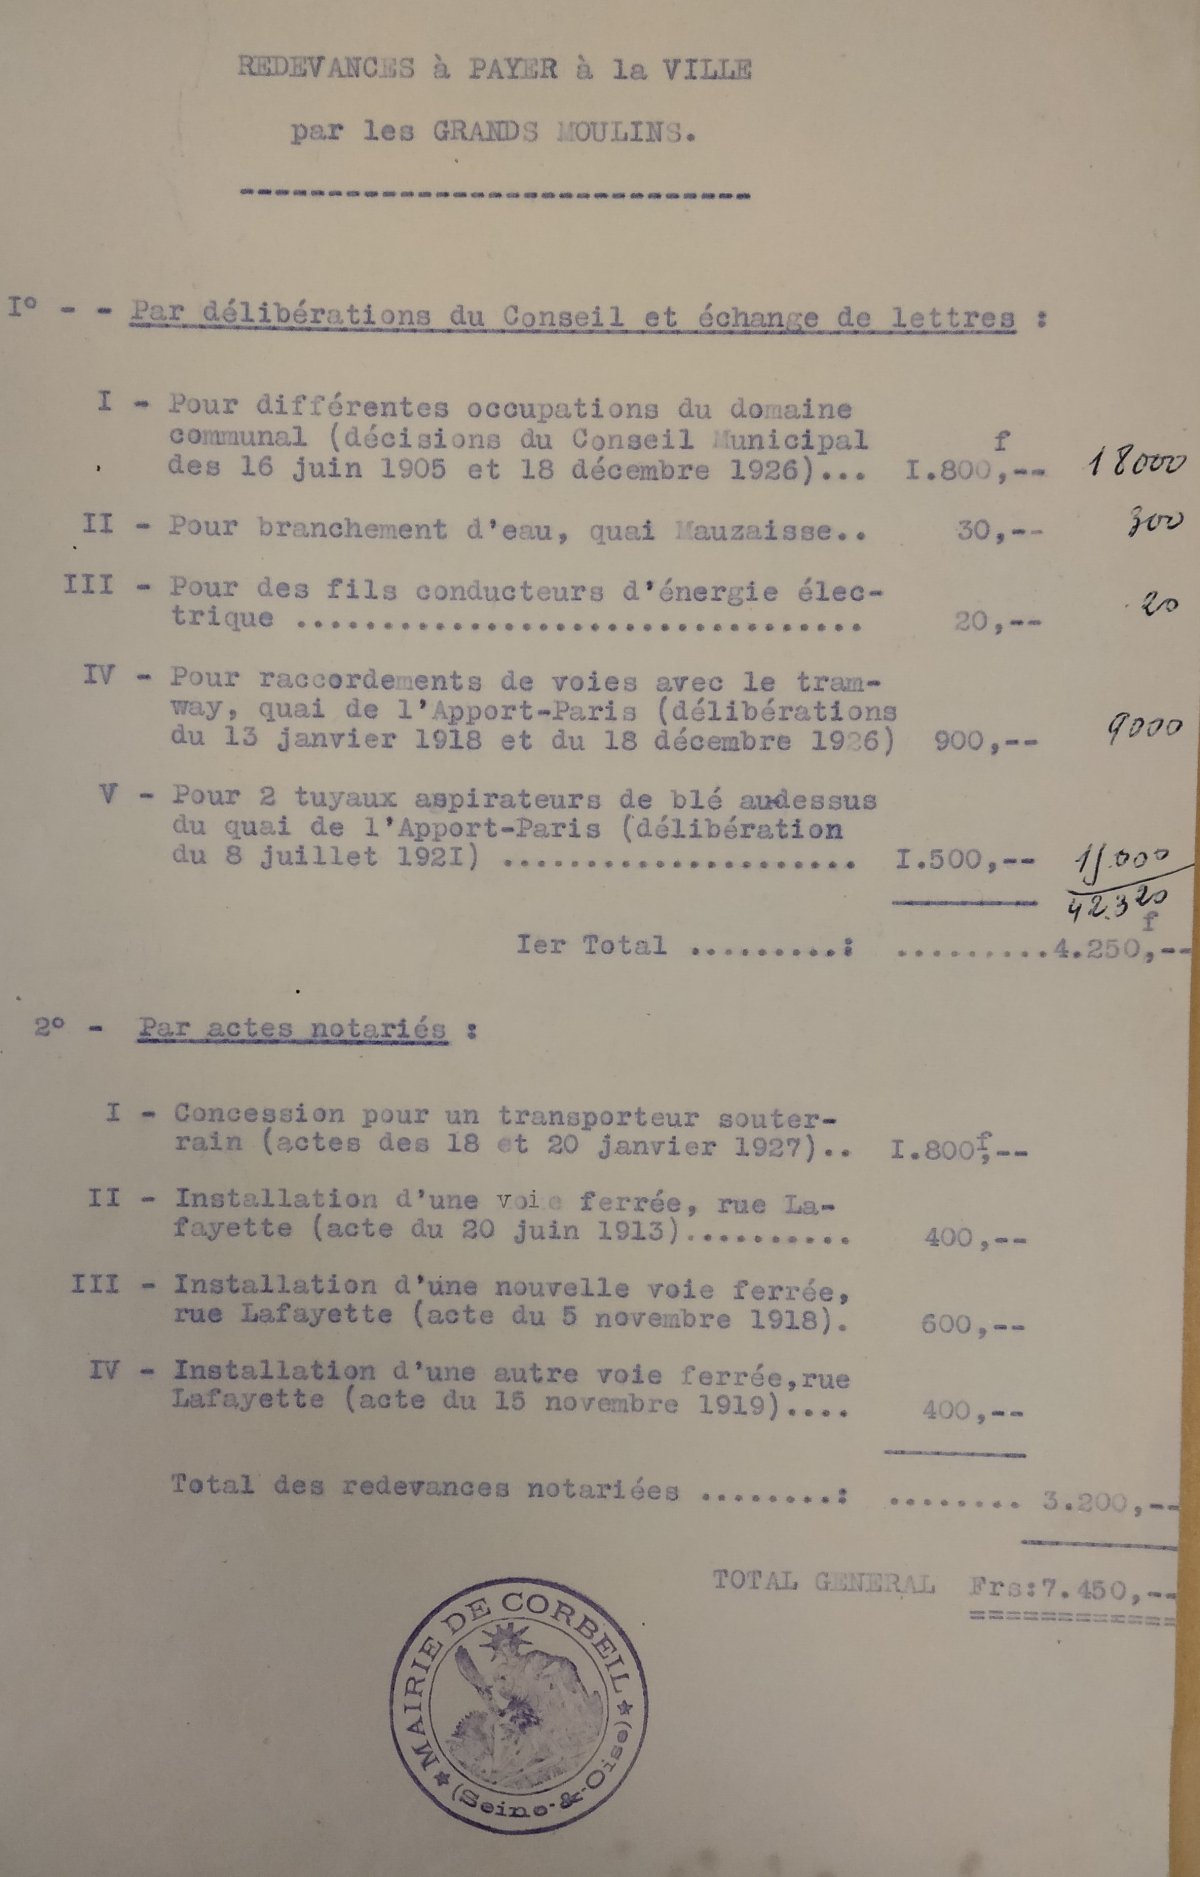 REDEVANCES à PAYER à la VILLE
par les GRANDS MOULINS.
------------------------------
I° - - Par délibérations du Conseil et échange de lettres :
I - Pour différentes occupations du domaine
communal (décisions du Conseil Municipal f
des 16 juin 1905 et 18 décembre 1926)... I.800,-- 18000
II - Pour branchement d'eau, quai Mauzaisse.. 30,-- 300
III - Pour des fils conducteurs d'énergie élec-
trique ................................. 20,-- 20
IV - Pour raccordements de voies avec le tram-
way, quai de l'Apport-Paris (délibérations
du 13 janvier 1918 et du 18 décembre 1926) 900,-- 9000
V - Pour 2 tuyaux aspirateurs de blé au-dessus
du quai de l'Apport-Paris (délibération
du 8 juillet 192I) ..................... I.500,-- 15.000
42.320
f
Ier Total .........: .........4.250,--
2° - Par actes notariés :
I - Concession pour un transporteur souter-
rain (actes des 18 et 20 janvier 1927).. I.800f,--
II - Installation d'une voie ferrée, rue La-
fayette (acte du 20 juin 1913).......... 400,--
III - Installation d'une nouvelle voie ferrée,
rue Lafayette (acte du 5 novembre 1918). 600,--
IV - Installation d'une autre voie ferrée,rue
Lafayette (acte du 15 novembre 1919).... 400,--
Total des redevances notariées ........: ........ 3.200,--
TOTAL GENERAL Frs:7.450,--
============
MAIRIE DE CORBEIL
(Seine-&-Oise)